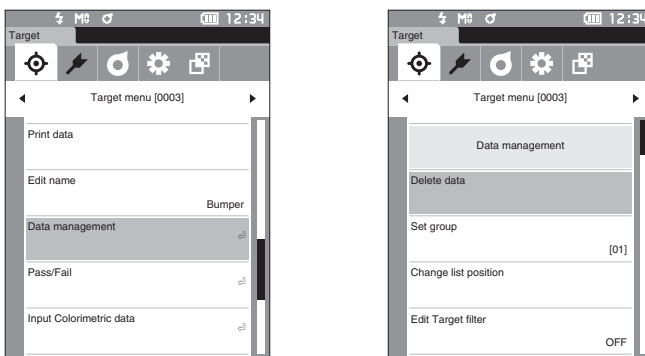 12:34
Target
Target menu [0003]
Print data
Edit name
Bumper
Data management
Pass/Fail
Input Colorimetric data
12:34
Target
Target menu [0003]
Data management
Delete data
Set group
[01]
Change list position
Edit Target filter
OFF